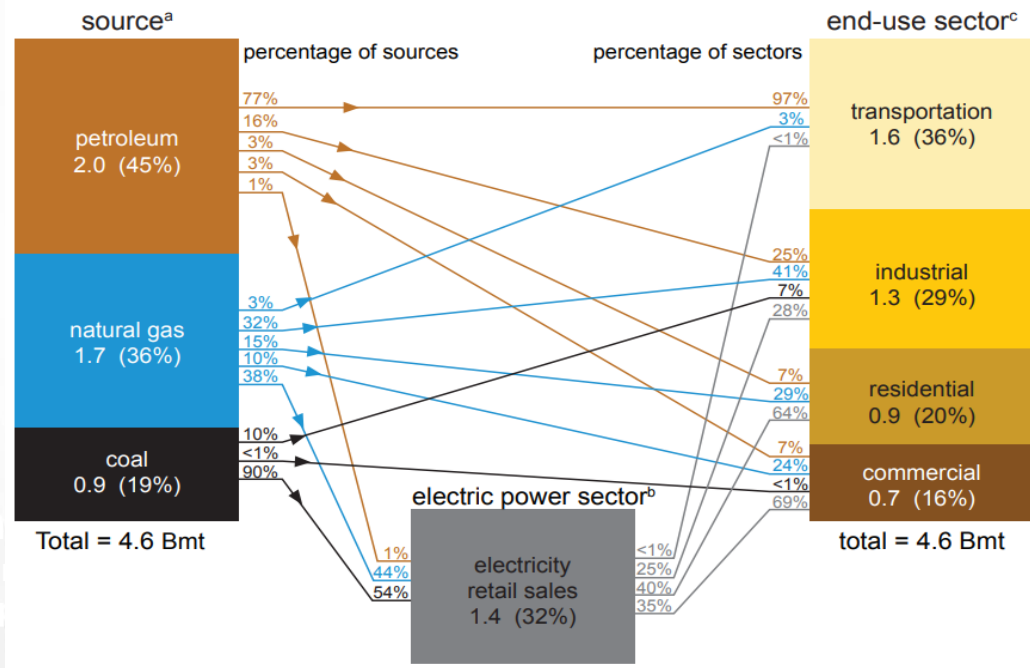 source^a
end-use sector^c
percentage of sources
percentage of sectors
petroleum
2.0 (45%)
77%
16%
3%
3%
1%
natural gas
1.7 (36%)
3%
32%
15%
10%
38%
coal
0.9 (19%)
10%
<1%
90%
Total = 4.6 Bmt
electric power sector^b
1%
44%
54%
electricity
retail sales
1.4 (32%)
<1%
25%
40%
35%
97%
3%
<1%
transportation
1.6 (36%)
25%
41%
7%
28%
industrial
1.3 (29%)
7%
29%
64%
residential
0.9 (20%)
7%
24%
<1%
69%
commercial
0.7 (16%)
total = 4.6 Bmt